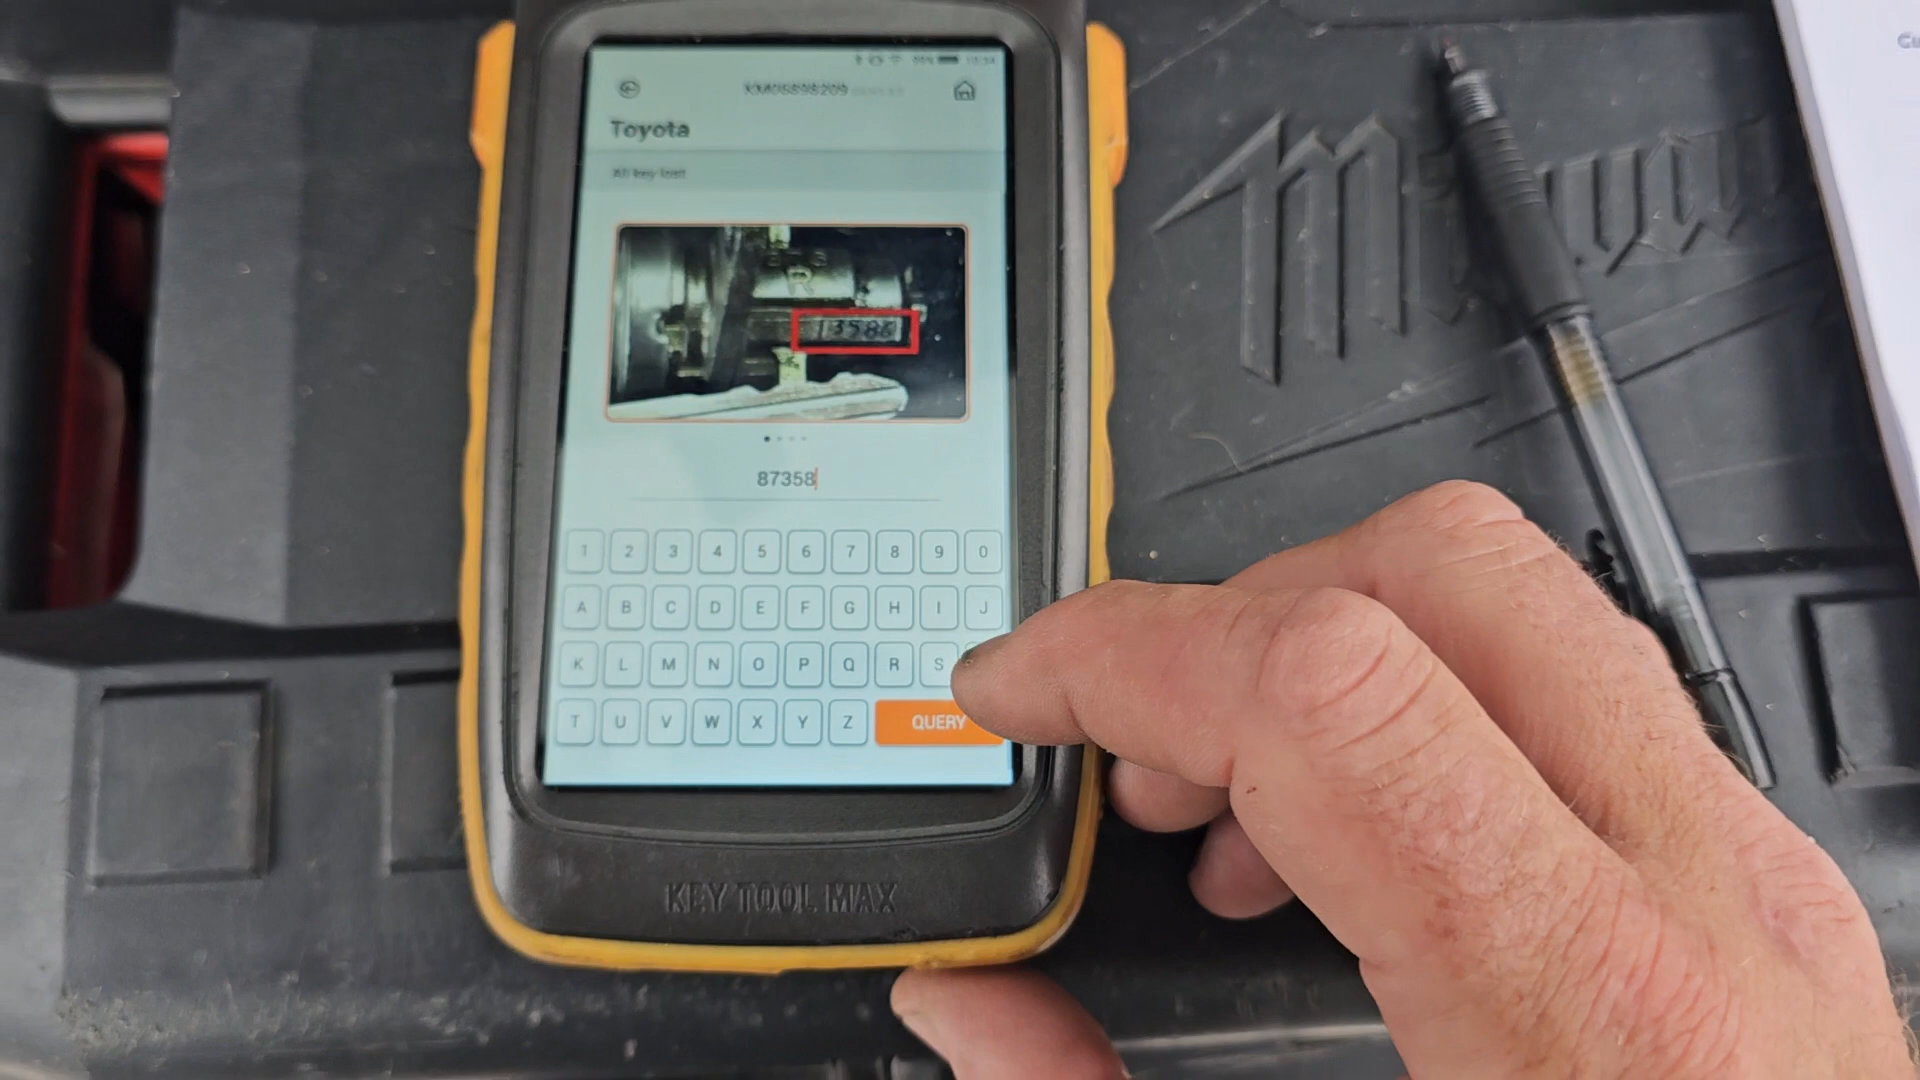 KM05898209
Toyota
All key lost
R
13586
87358
1 2 3 4 5 6 7 8 9 0
A B C D E F G H I J
K L M N O P Q R S
T U V W X Y Z QUERY
KEY TOOL MAX